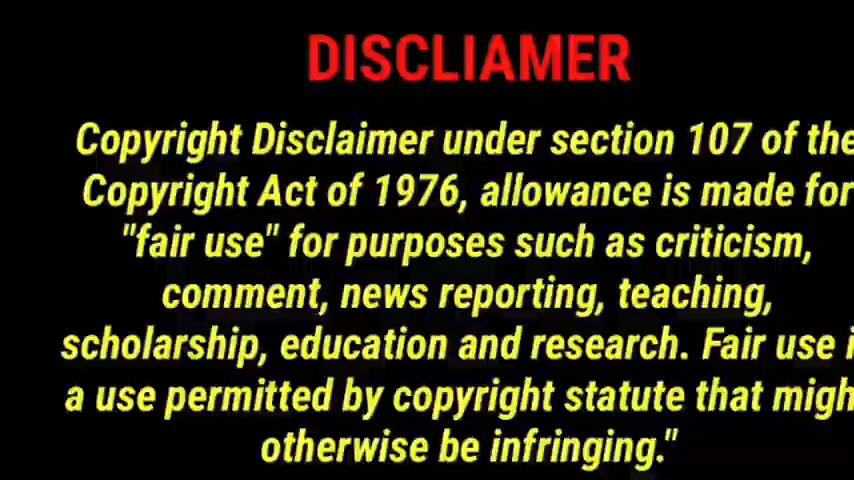 DISCLIAMER
Copyright Disclaimer under section 107 of the
Copyright Act of 1976, allowance is made for
"fair use" for purposes such as criticism,
comment, news reporting, teaching,
scholarship, education and research. Fair use i
a use permitted by copyright statute that migh
otherwise be infringing."